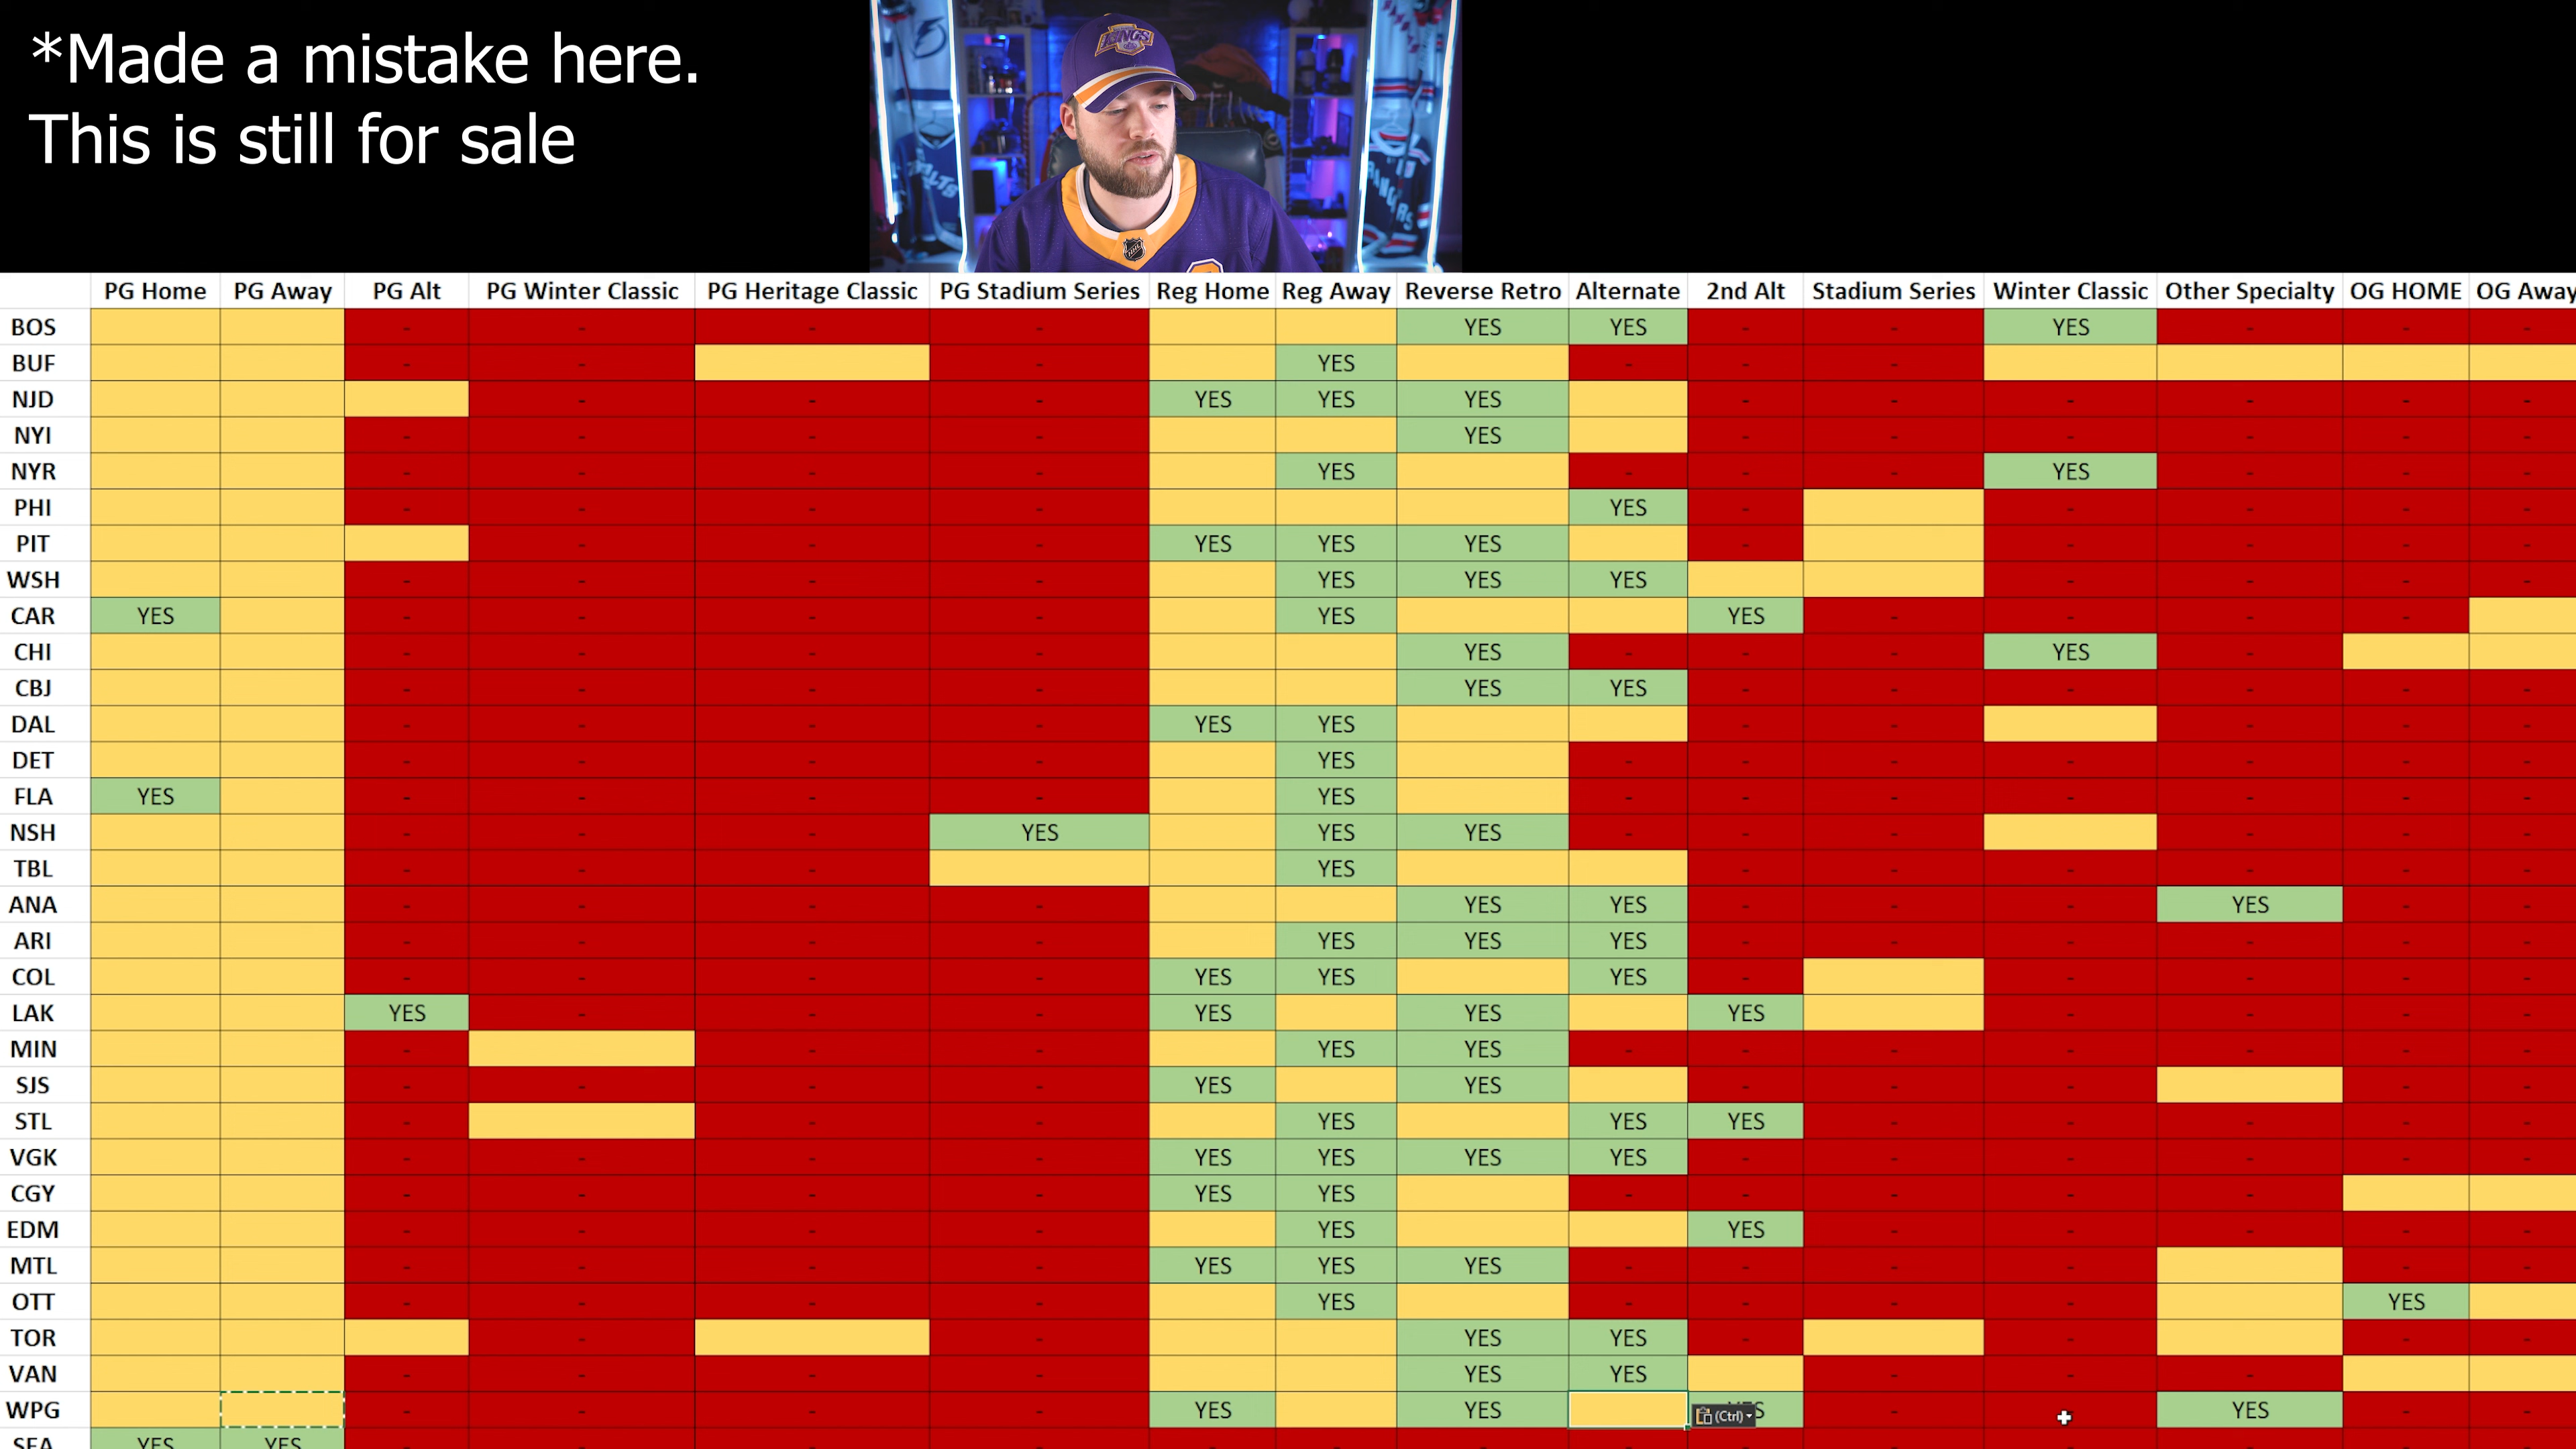 *Made a mistake here.
This is still for sale
KINGS
PG Home PG Away PG Alt PG Winter Classic PG Heritage Classic PG Stadium Series Reg Home Reg Away Reverse Retro Alternate 2nd Alt Stadium Series Winter Classic Other Specialty OG HOME OG Away
BOS - - - - YES YES - - YES - - -
BUF - - - YES - - -
NJD - - - YES YES YES - - - - - -
NYI - - - - YES - - - - - -
NYR - - - - YES - - - YES - - -
PHI - - - - YES - - - - -
PIT - - - YES YES YES - - - - -
WSH - - - - YES YES YES - - - -
CAR YES - - - - YES YES - - - -
CHI - - - - YES - - - YES -
CBJ - - - - YES YES - - - - - -
DAL - - - - YES YES - - - - -
DET - - - - YES - - - - - - -
FLA YES - - - - YES - - - - - - -
NSH - - - YES YES YES - - - - - -
TBL - - - YES - - - - - -
ANA - - - - YES YES - - - YES - -
ARI - - - - YES YES YES - - - - - -
COL - - - - YES YES YES - - - - -
LAK YES - - - YES YES YES - - - -
MIN - - - YES YES - - - - - - -
SJS - - - - YES YES - - - - -
STL - - - YES YES YES - - - - -
VGK - - - - YES YES YES YES - - - - - -
CGY - - - - YES YES - - - - -
EDM - - - - YES YES - - - - -
MTL - - - - YES YES YES - - - - - -
OTT - - - - YES - - - - YES
TOR - - YES YES - - - -
VAN - - - - YES YES - - -
WPG - - - - YES YES (Ctrl) - - YES - -
SEA YES YES